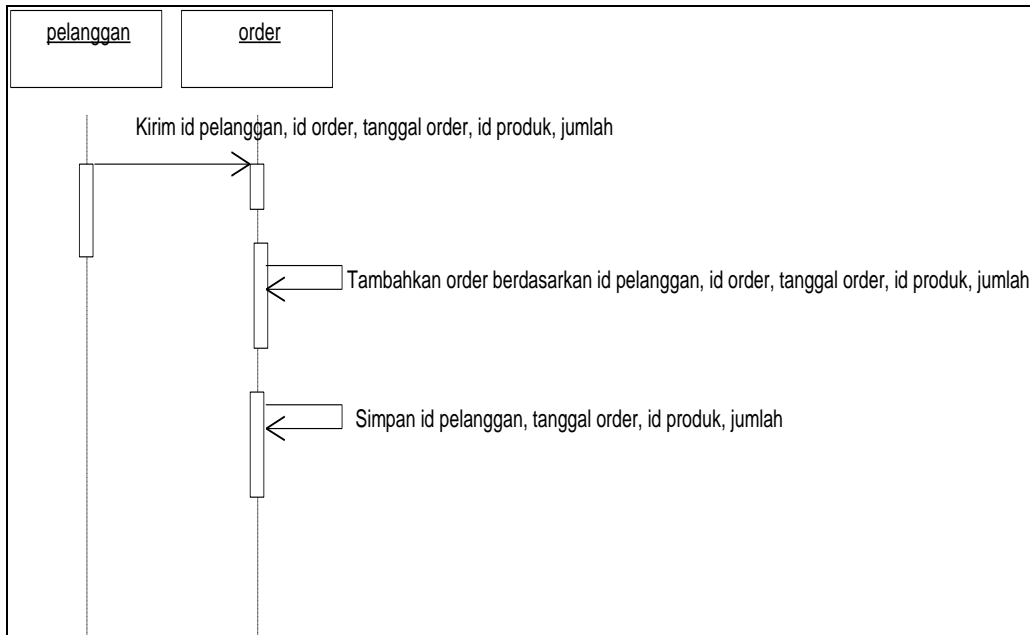 pelanggan
order
Kirim id pelanggan, id order, tanggal order, id produk, jumlah
Tambahkan order berdasarkan id pelanggan, id order, tanggal order, id produk, jumlah
Simpan id pelanggan, tanggal order, id produk, jumlah